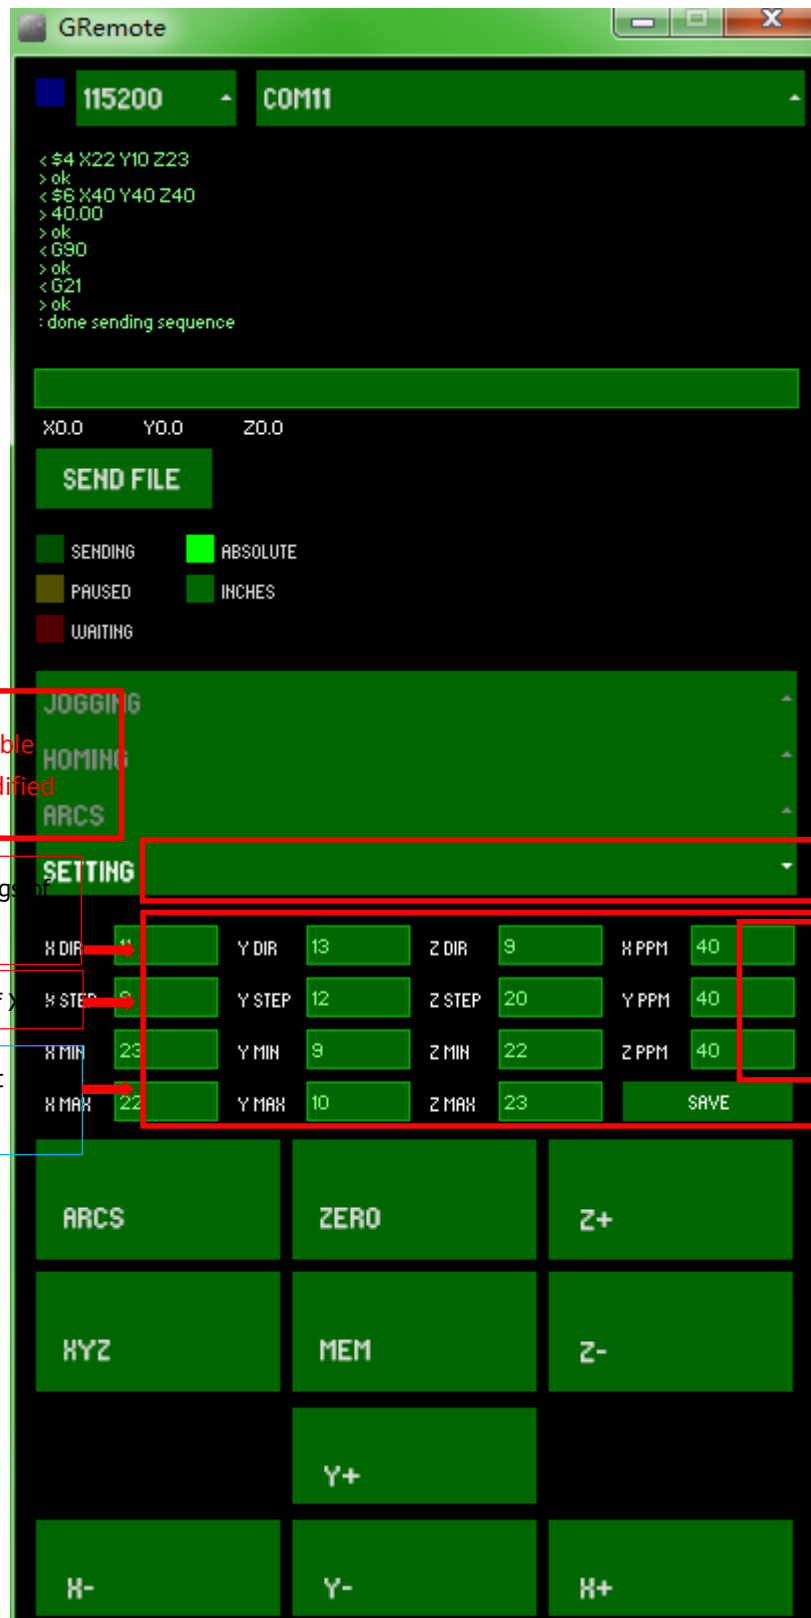 GRemote
115200
COM11
< $4 X22 Y10 Z23
> ok
< $6 X40 Y40 Z40
> 40.00
> ok
< G90
> ok
< G21
> ok
: done sending sequence
X0.0 Y0.0 Z0.0
SEND FILE
SENDING ABSOLUTE
PAUSED INCHES
WAITING
JOGGING
HOMING
ARCS
SETTING
of
X DIR 11 Y DIR 13 Z DIR 9 X PPM 40
X STEP Y STEP 12 Z STEP 20 Y PPM 40
X MIN 23 Y MIN 9 Z MIN 22 Z PPM 40
X MAX 22 Y MAX 10 Z MAX 23 SAVE
ARCS ZERO Z+
XYZ MEM Z-
Y+
X- Y- X+